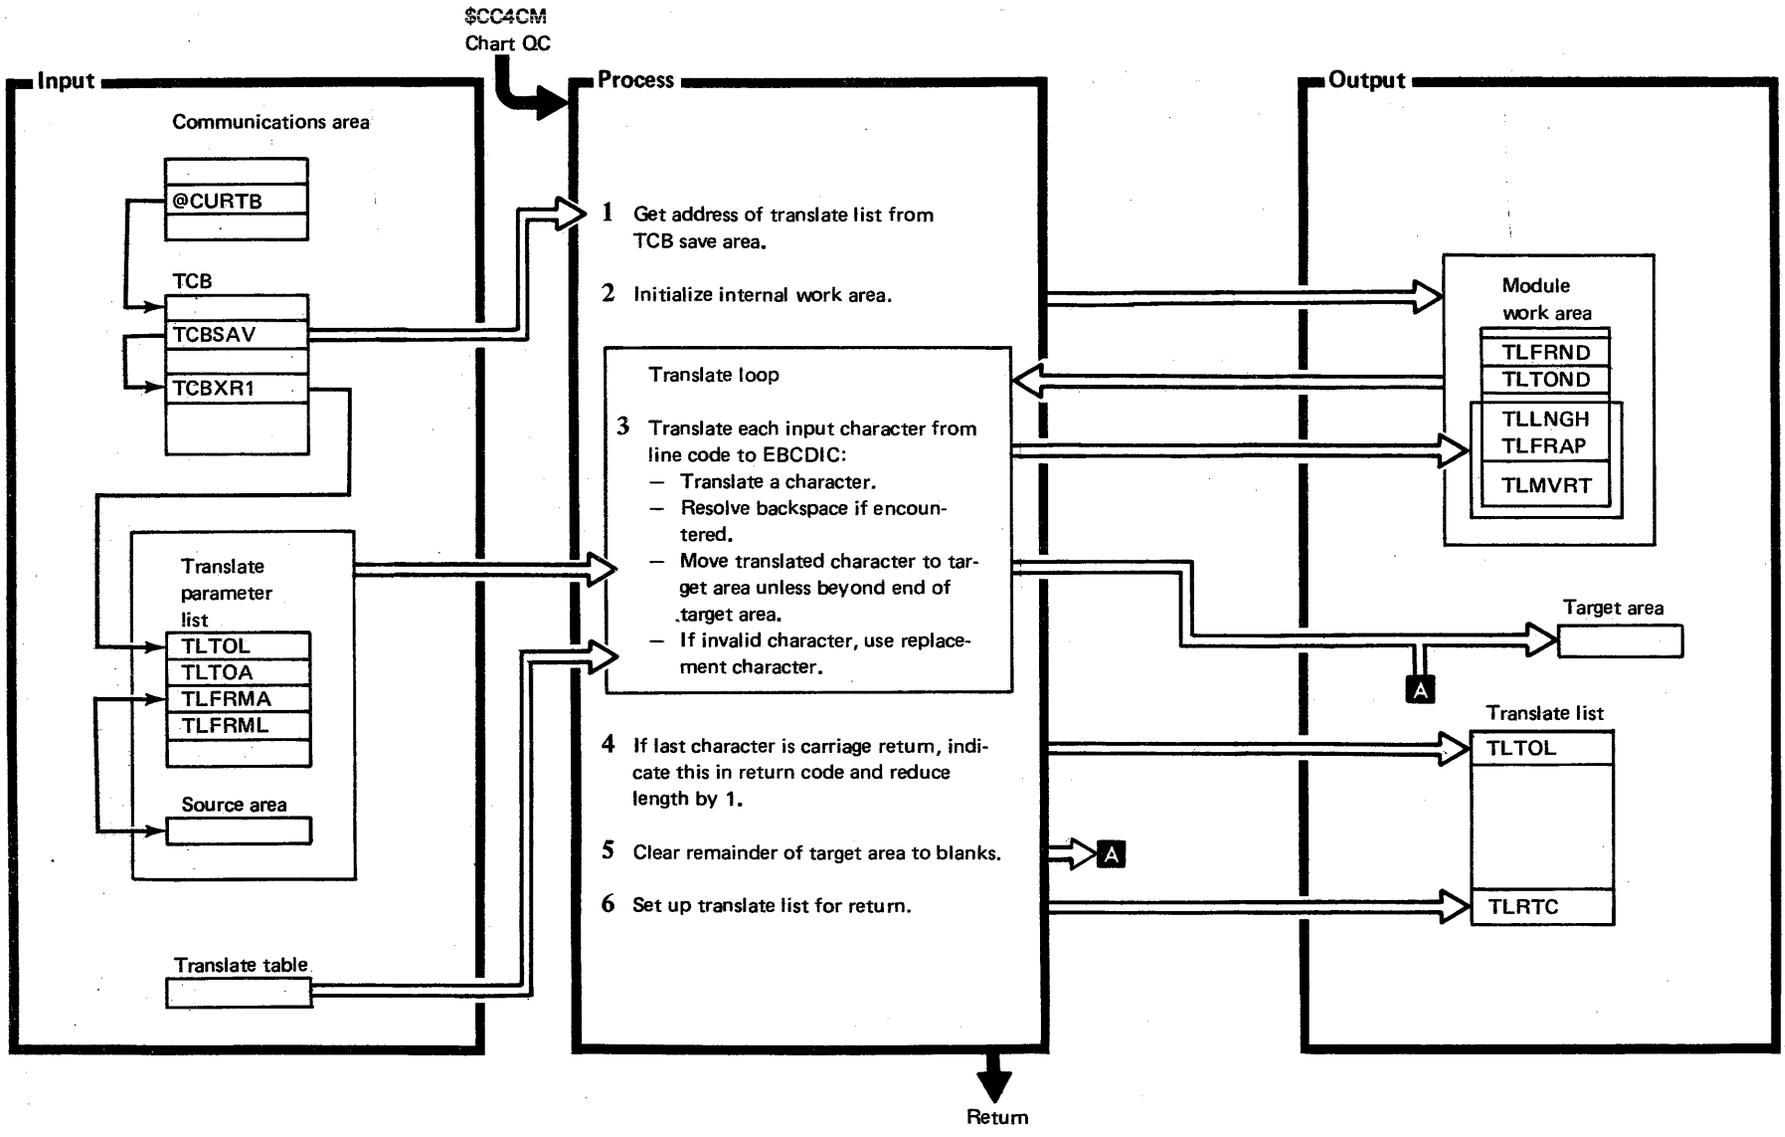 $CC4CM
Chart QC
Input
Communications area
@CURTB
TCB
TCBSAV
TCBXR1
Translate
parameter
list
TLTOL
TLTOA
TLFRMA
TLFRML
Source area
Translate table
Process
1 Get address of translate list from
TCB save area.
2 Initialize internal work area.
Translate loop
3 Translate each input character from
line code to EBCDIC:
— Translate a character.
— Resolve backspace if encoun-
tered.
— Move translated character to tar-
get area unless beyond end of
target area.
— If invalid character, use replace-
ment character.
4 If last character is carriage return, indi-
cate this in return code and reduce
length by 1.
5 Clear remainder of target area to blanks.
A
6 Set up translate list for return.
Return
Output
Module
work area
TLFRND
TLTOND
TLLNGH
TLFRAP
TLMVRT
Target area
A
Translate list
TLTOL
TLRTC